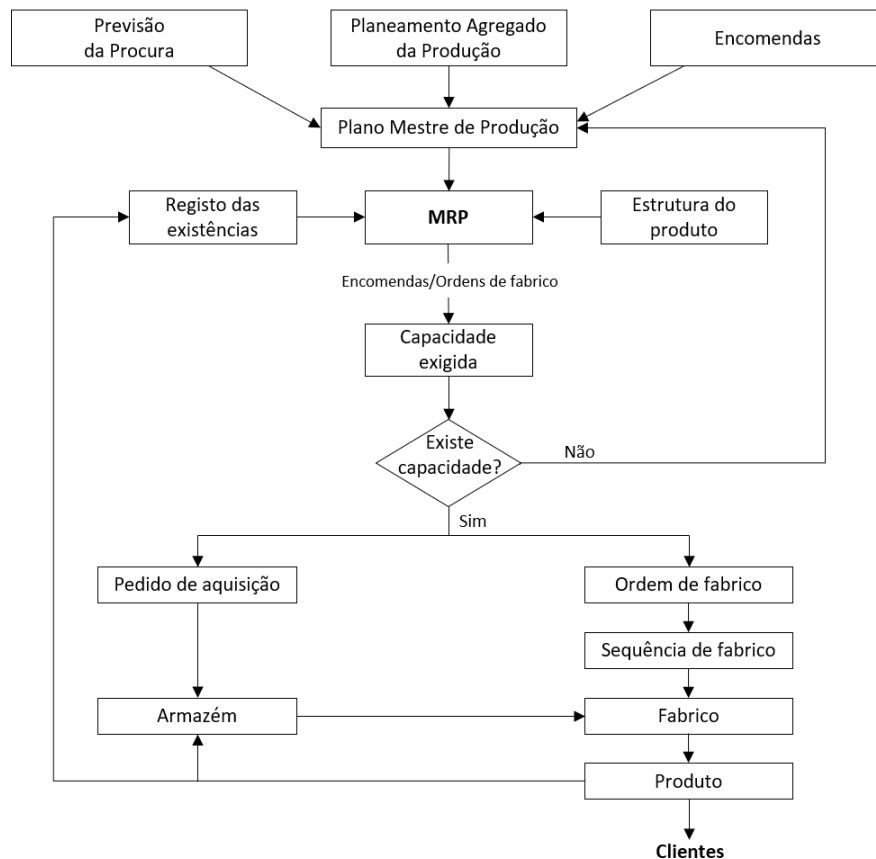 Previsão
da Procura
Planeamento Agregado
da Produção
Encomendas
Plano Mestre de Produção
Registo das
existências
MRP
Estrutura do
produto
Encomendas/Ordens de fabrico
Capacidade
exigida
Existe
capacidade?
Não
Sim
Pedido de aquisição
Ordem de fabrico
Sequência de fabrico
Armazém
Fabrico
Produto
Clientes